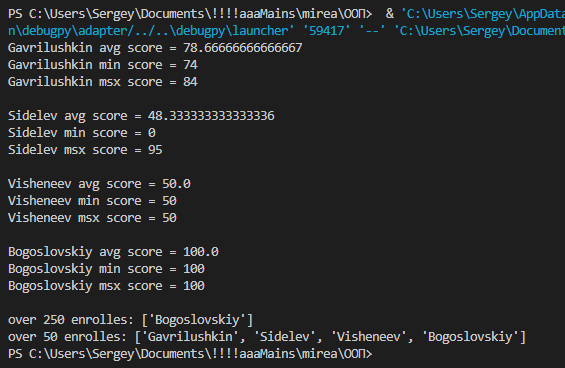 PS C:\Users\Sergey\Documents\!!!!aaaMains\mirea\ООП>  & 'C:\Users\Sergey\AppData
n\debugpy\adapter/../..\debugpy\launcher' '59417' '--' 'C:\Users\Sergey\Document
Gavrilushkin avg score = 78.66666666666667
Gavrilushkin min score = 74
Gavrilushkin msx score = 84
Sidelev avg score = 48.333333333333336
Sidelev min score = 0
Sidelev msx score = 95
Visheneev avg score = 50.0
Visheneev min score = 50
Visheneev msx score = 50
Bogoslovskiy avg score = 100.0
Bogoslovskiy min score = 100
Bogoslovskiy msx score = 100
over 250 enrolles: ['Bogoslovskiy']
over 50 enrolles: ['Gavrilushkin', 'Sidelev', 'Visheneev', 'Bogoslovskiy']
PS C:\Users\Sergey\Documents\!!!!aaaMains\mirea\ООП>